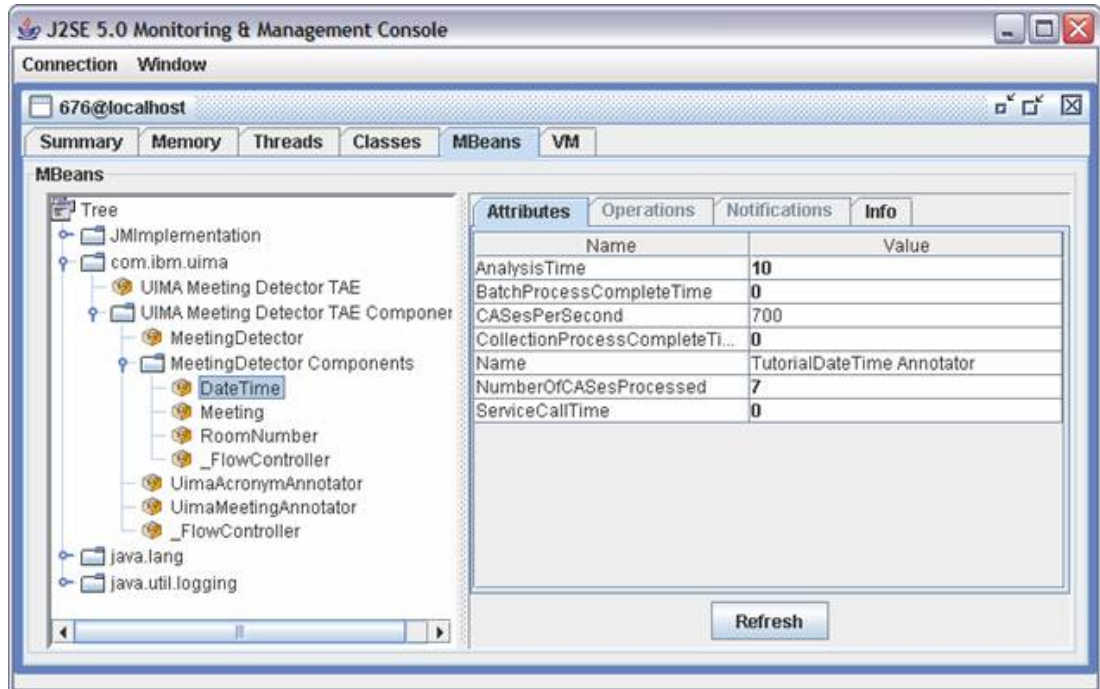 J2SE 5.0 Monitoring & Management Console
Connection Window
676@localhost
Summary Memory Threads Classes MBeans VM
MBeans
Tree
JMImplementation
com.ibm.uima
UIMA Meeting Detector TAE
UIMA Meeting Detector TAE Componer
MeetingDetector
MeetingDetector Components
DateTime
Meeting
RoomNumber
_FlowController
UimaAcronymAnnotator
UimaMeetingAnnotator
_FlowController
java.lang
java.util.logging
Attributes Operations Notifications Info
Name Value
AnalysisTime 10
BatchProcessCompleteTime 0
CASesPerSecond 700
CollectionProcessCompleteTi... 0
Name TutorialDateTime Annotator
NumberOfCASesProcessed 7
ServiceCallTime 0
Refresh